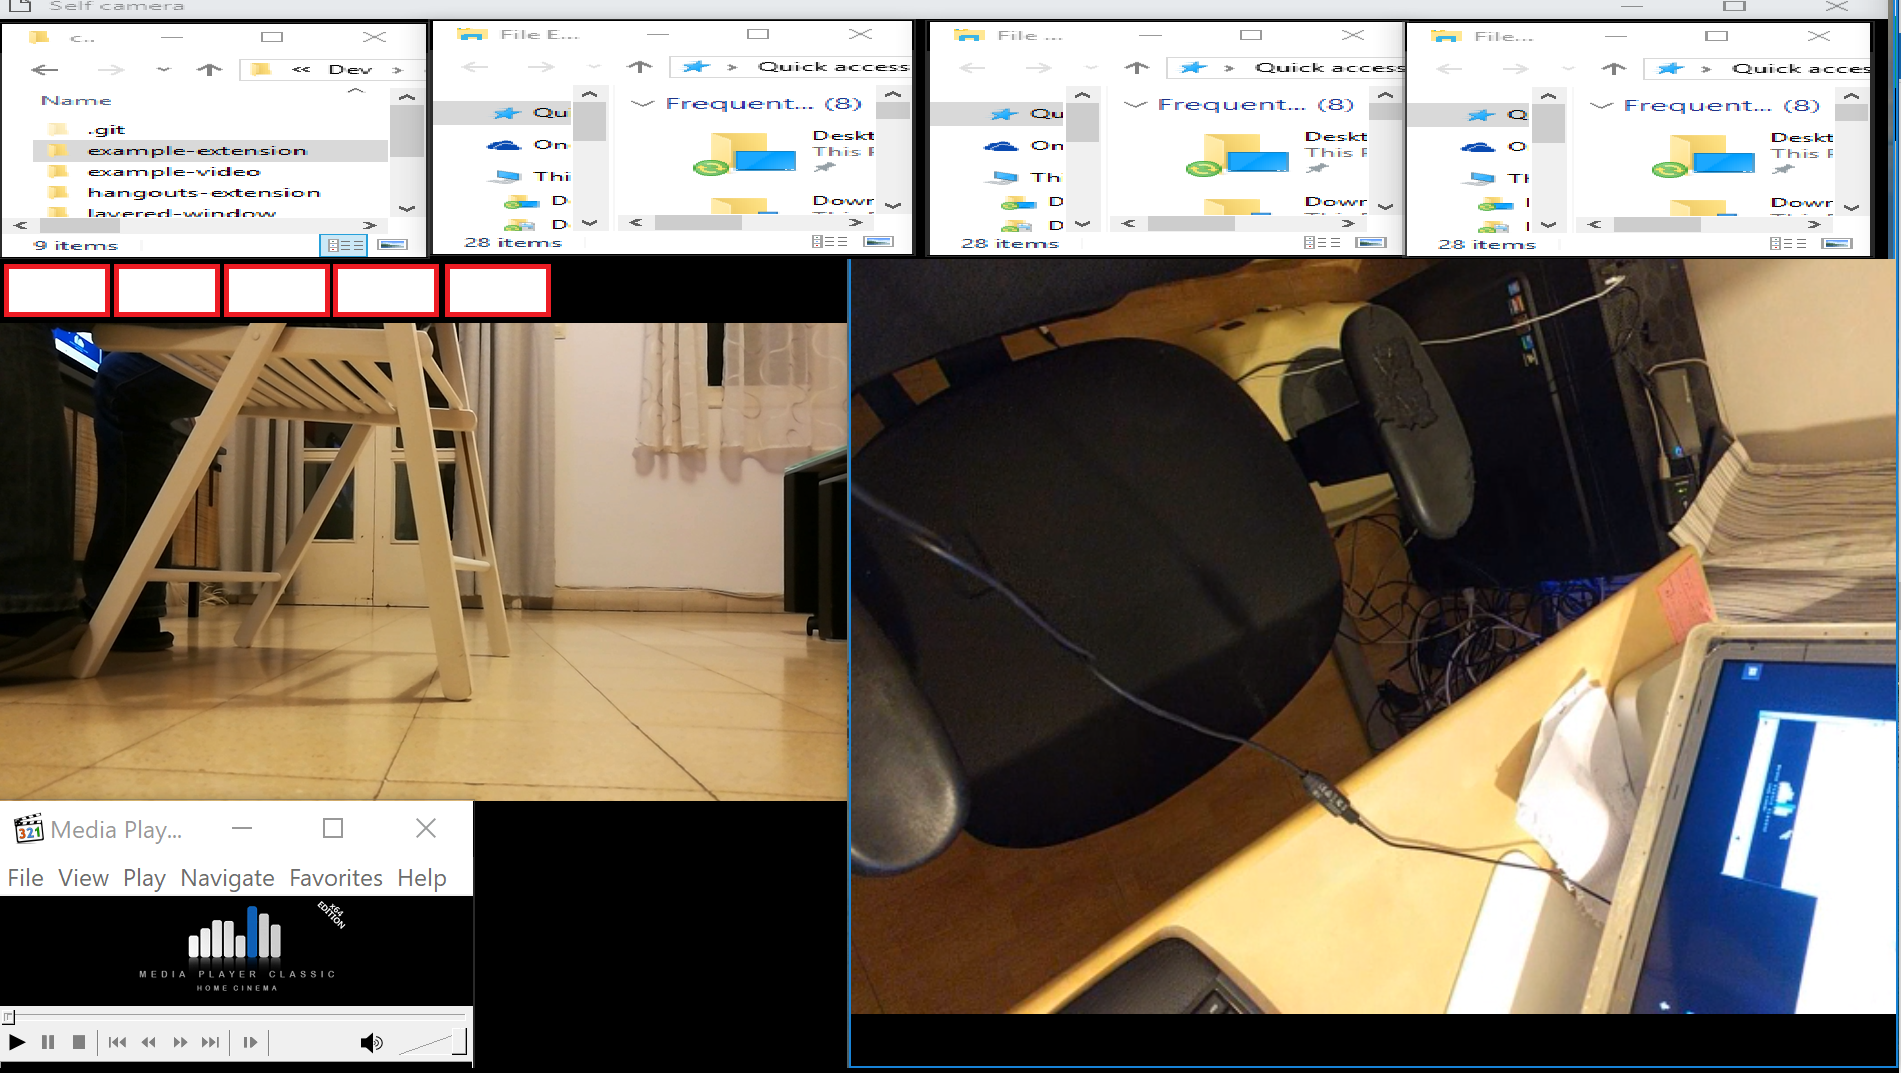 Self camera
c..
<< Dev >
Name
.git
example-extension
example-video
hangouts-extension
layered-window
9 items
File E...
> Quick access
Qu
On
Thi
D
D
Frequent... (8)
Deskt
This P
Dowr
28 items
File ...
> Quick access
Qu
On
Th
D
D
Frequent... (8)
Deskt
This P
Dowr
28 items
File...
> Quick acces
Q
O
Tl
Frequent... (8)
Deskt
This P
Dowr
28 items
321 Media Play...
File View Play Navigate Favorites Help
x64
EDITION
MEDIA PLAYER CLASSIC
HOME CINEMA